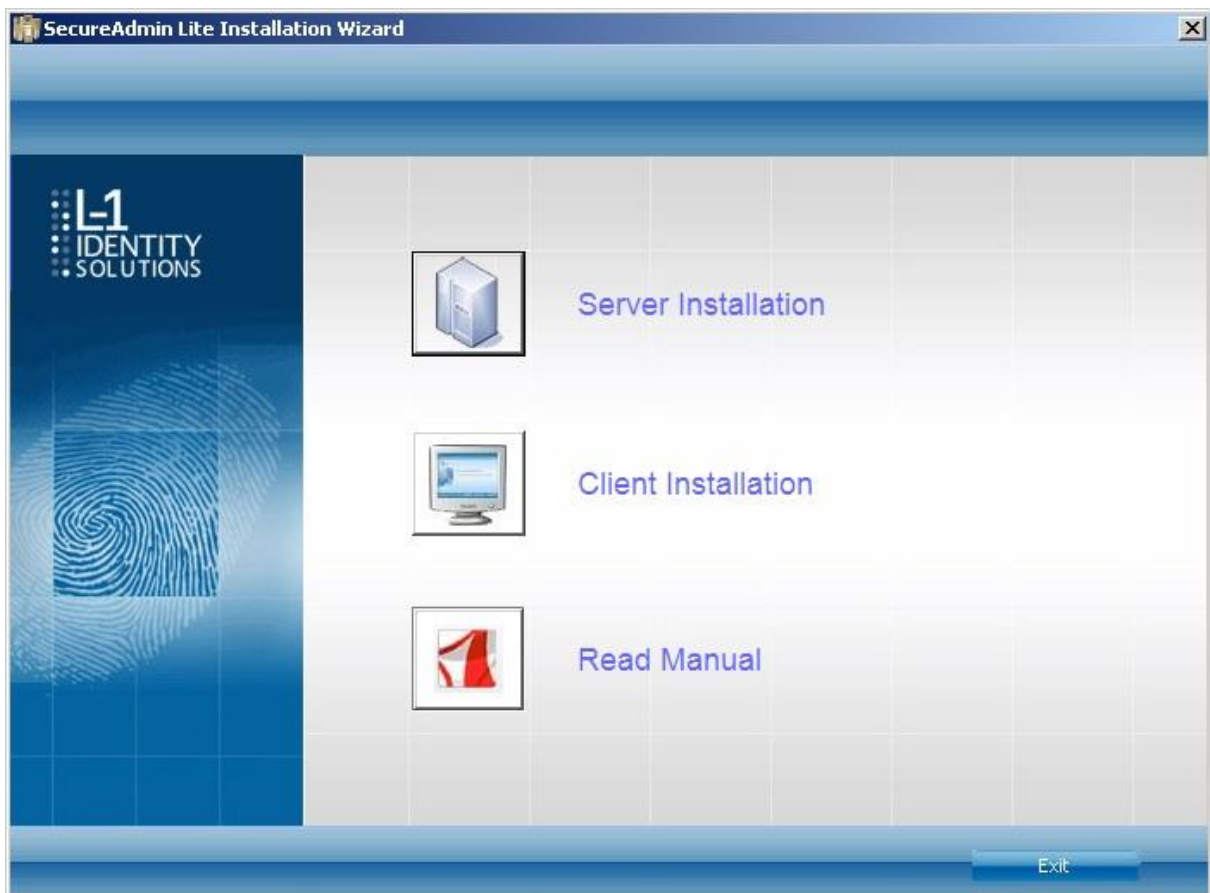 SecureAdmin Lite Installation Wizard
L-1
IDENTITY
SOLUTIONS
Server Installation
Client Installation
Read Manual
Exit